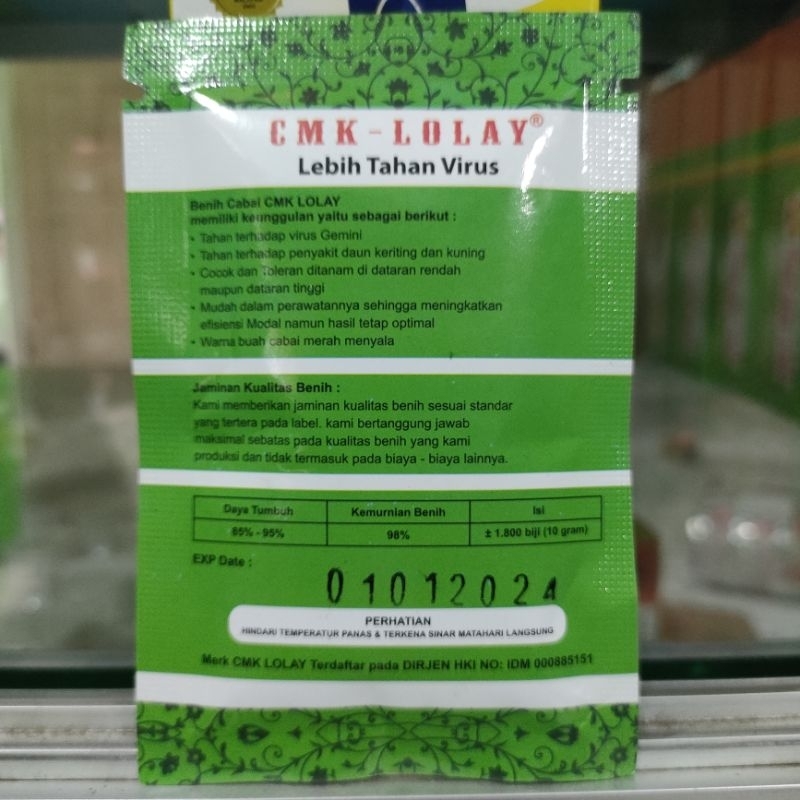 CMK - LOLAY®
Lebih Tahan Virus
Benih Cabai CMK LOLAY
memiliki keunggulan yaitu sebagai berikut :
- Tahan terhadap virus Gemini
- Tahan terhadap penyakit daun keriting dan kuning
- Cocok dan Toleran ditanam di dataran rendah
maupun dataran tinggi
- Mudah dalam perawatannya sehingga meningkatkan
efisiensi Modal namun hasil tetap optimal
- Warna buah cabai merah menyala
Jaminan Kualitas Benih :
Kami memberikan jaminan kualitas benih sesuai standar
yang tertera pada label. kami bertanggung jawab
maksimal sebatas pada kualitas benih yang kami
produksi dan tidak termasuk pada biaya - biaya lainnya.
Daya Tumbuh Kemurnian Benih Isi
85% - 95% 98% ± 1.800 biji (10 gram)
EXP Date :
01012024
PERHATIAN
HINDARI TEMPERATUR PANAS & TERKENA SINAR MATAHARI LANGSUNG
Merk CMK LOLAY Terdaftar pada DIRJEN HKI NO: IDM 000885151